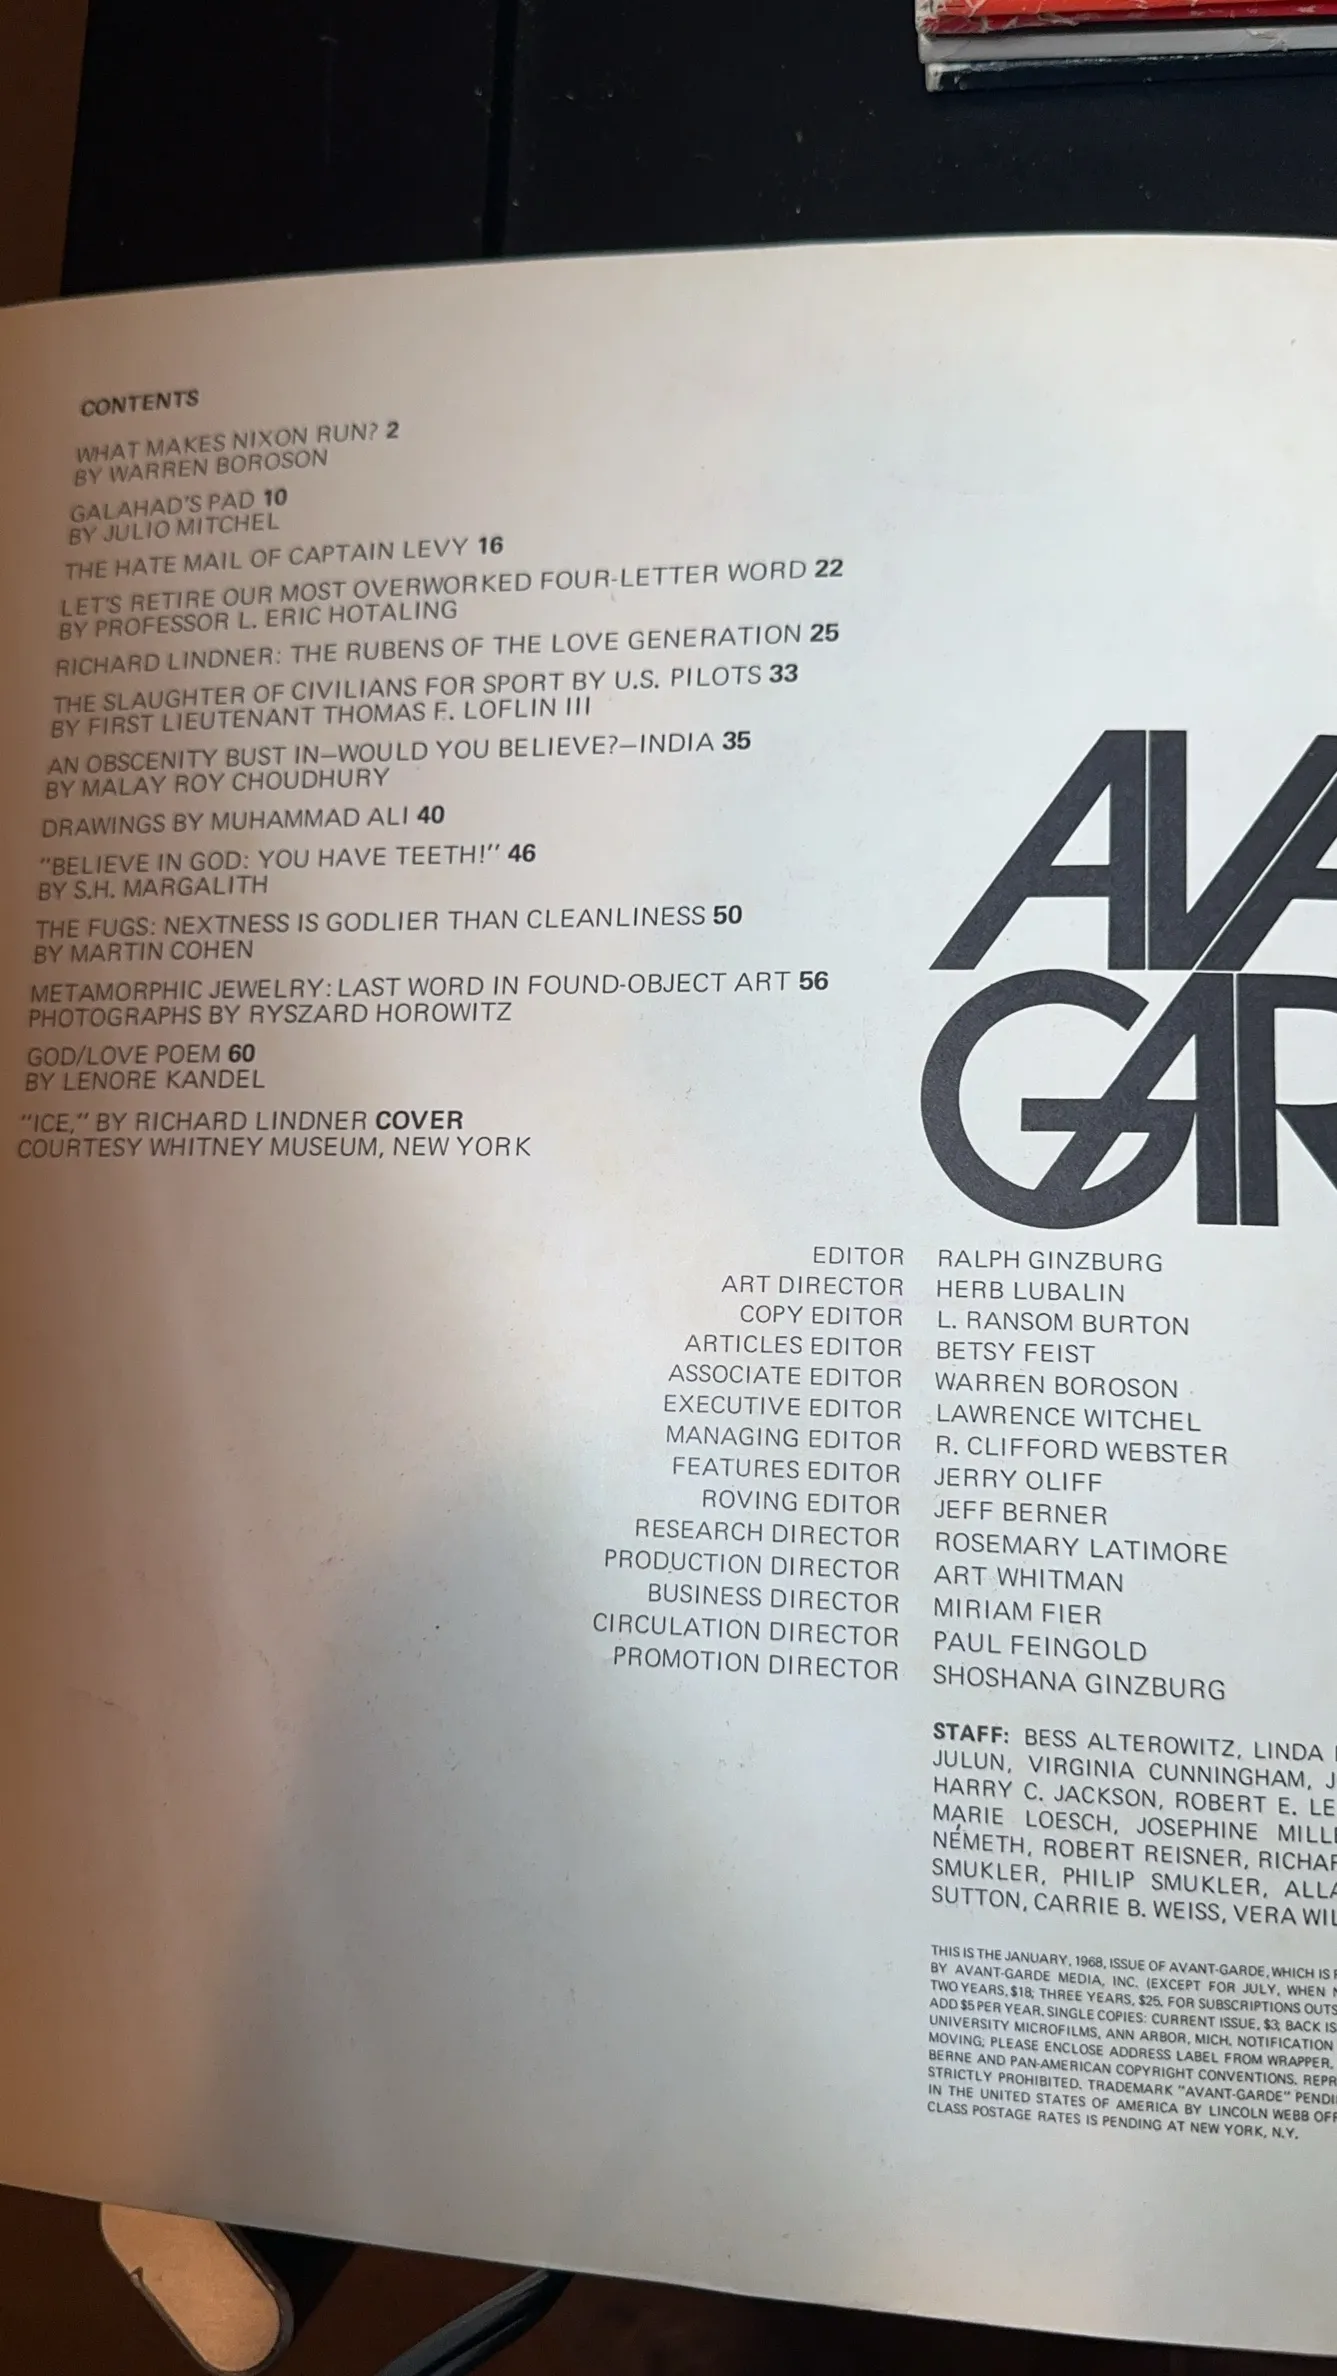 CONTENTS
WHAT MAKES NIXON RUN? 2
BY WARREN BOROSON
GALAHAD'S PAD 10
BY JULIO MITCHEL
THE HATE MAIL OF CAPTAIN LEVY 16
LET'S RETIRE OUR MOST OVERWORKED FOUR-LETTER WORD 22
BY PROFESSOR L. ERIC HOTALING
RICHARD LINDNER: THE RUBENS OF THE LOVE GENERATION 25
THE SLAUGHTER OF CIVILIANS FOR SPORT BY U.S. PILOTS 33
BY FIRST LIEUTENANT THOMAS F. LOFLIN III
AN OBSCENITY BUST IN—WOULD YOU BELIEVE?—INDIA 35
BY MALAY ROY CHOUDHURY
DRAWINGS BY MUHAMMAD ALI 40
"BELIEVE IN GOD: YOU HAVE TEETH!" 46
BY S.H. MARGALITH
THE FUGS: NEXTNESS IS GODLIER THAN CLEANLINESS 50
BY MARTIN COHEN
METAMORPHIC JEWELRY: LAST WORD IN FOUND-OBJECT ART 56
PHOTOGRAPHS BY RYSZARD HOROWITZ
GOD/LOVE POEM 60
BY LENORE KANDEL
"ICE," BY RICHARD LINDNER COVER
COURTESY WHITNEY MUSEUM, NEW YORK
AVA
GAR
EDITOR RALPH GINZBURG
ART DIRECTOR HERB LUBALIN
COPY EDITOR L. RANSOM BURTON
ARTICLES EDITOR BETSY FEIST
ASSOCIATE EDITOR WARREN BOROSON
EXECUTIVE EDITOR LAWRENCE WITCHEL
MANAGING EDITOR R. CLIFFORD WEBSTER
FEATURES EDITOR JERRY OLIFF
ROVING EDITOR JEFF BERNER
RESEARCH DIRECTOR ROSEMARY LATIMORE
PRODUCTION DIRECTOR ART WHITMAN
BUSINESS DIRECTOR MIRIAM FIER
CIRCULATION DIRECTOR PAUL FEINGOLD
PROMOTION DIRECTOR SHOSHANA GINZBURG
STAFF: BESS ALTEROWITZ, LINDA
JULUN, VIRGINIA CUNNINGHAM, J
HARRY C. JACKSON, ROBERT E. LE
MARIE LOESCH, JOSEPHINE MILL
NÉMETH, ROBERT REISNER, RICHAR
SMUKLER, PHILIP SMUKLER, ALLA
SUTTON, CARRIE B. WEISS, VERA WIL
THIS IS THE JANUARY, 1968, ISSUE OF AVANT-GARDE, WHICH IS
BY AVANT-GARDE MEDIA, INC. (EXCEPT FOR JULY, WHEN
TWO YEARS, $18; THREE YEARS, $25. FOR SUBSCRIPTIONS OUTS
ADD $5 PER YEAR. SINGLE COPIES: CURRENT ISSUE, $3; BACK IS
UNIVERSITY MICROFILMS, ANN ARBOR, MICH. NOTIFICATION
MOVING; PLEASE ENCLOSE ADDRESS LABEL FROM WRAPPER.
BERNE AND PAN-AMERICAN COPYRIGHT CONVENTIONS. REPR
STRICTLY PROHIBITED. TRADEMARK "AVANT-GARDE" PENDI
IN THE UNITED STATES OF AMERICA BY LINCOLN WEBB OFF
CLASS POSTAGE RATES IS PENDING AT NEW YORK, N.Y.